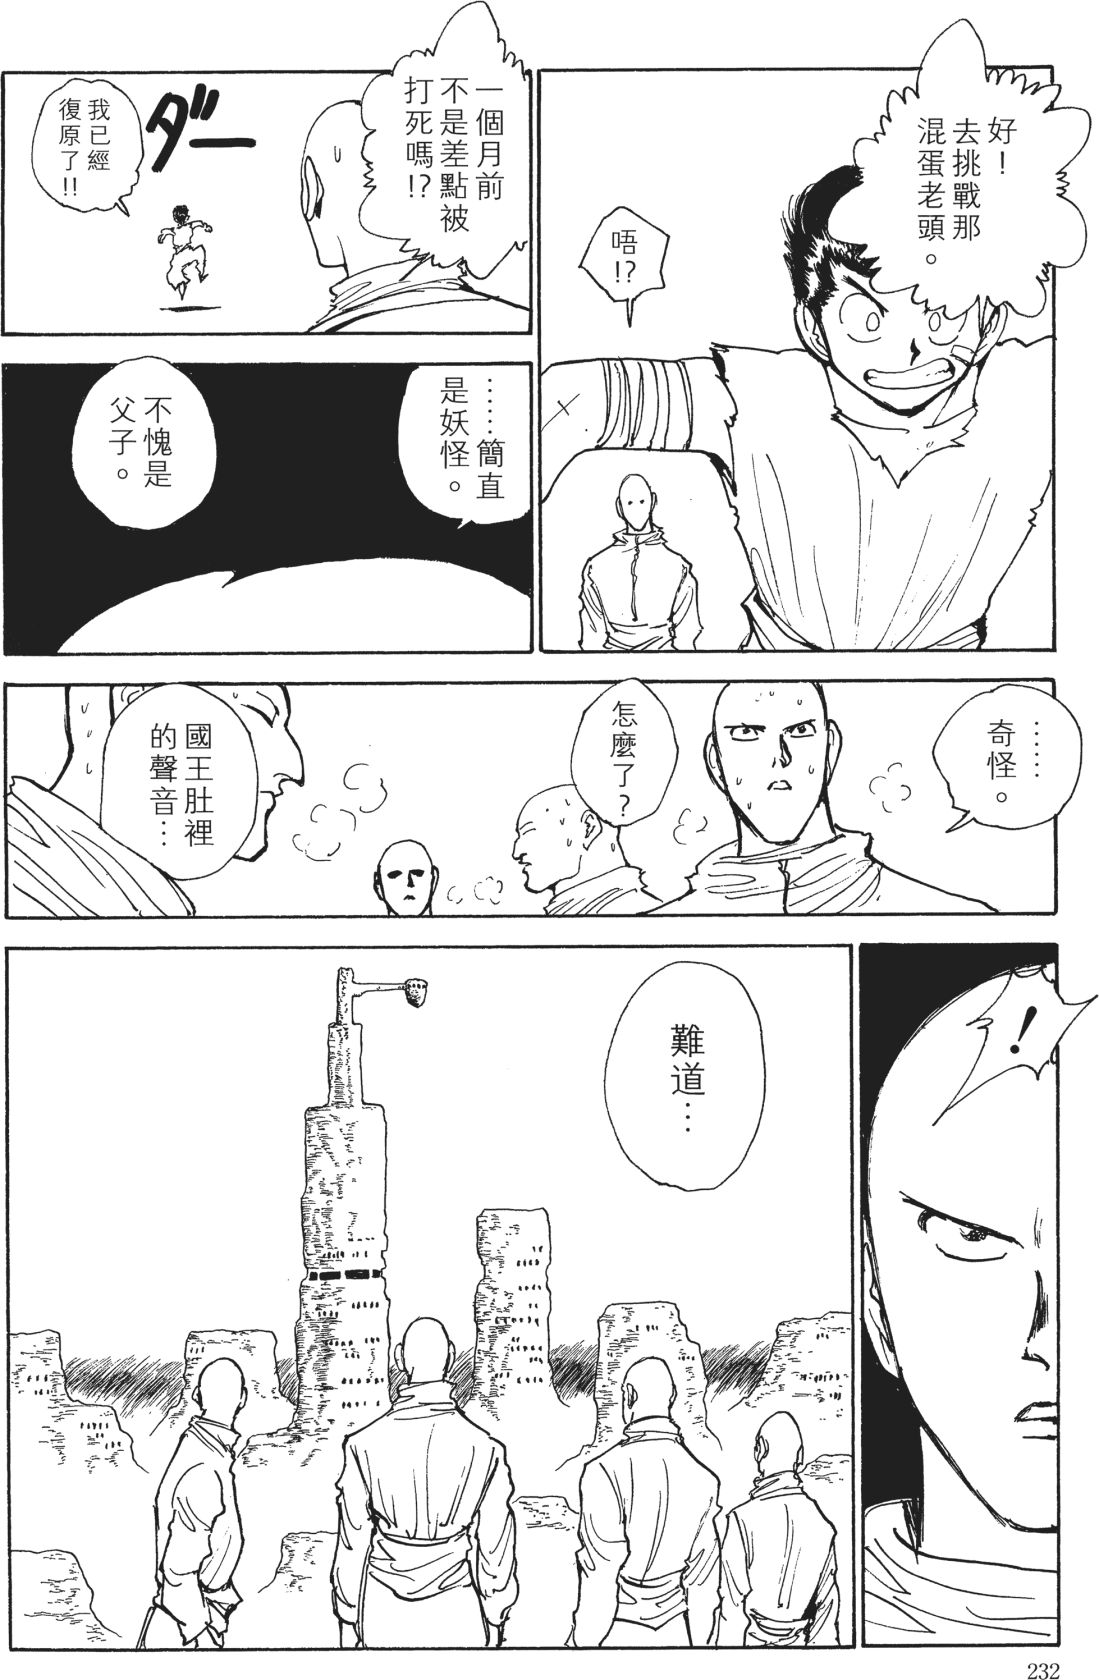 好！
去挑戰那
混蛋老頭。
唔!?
一個月前
不是差點被
打死嗎!?
ダー
我已經
復原了!!
……簡直
是妖怪。
不愧是
父子。
……
奇怪。
怎麼了？
國王肚裡
的聲音…
！
難道…
232